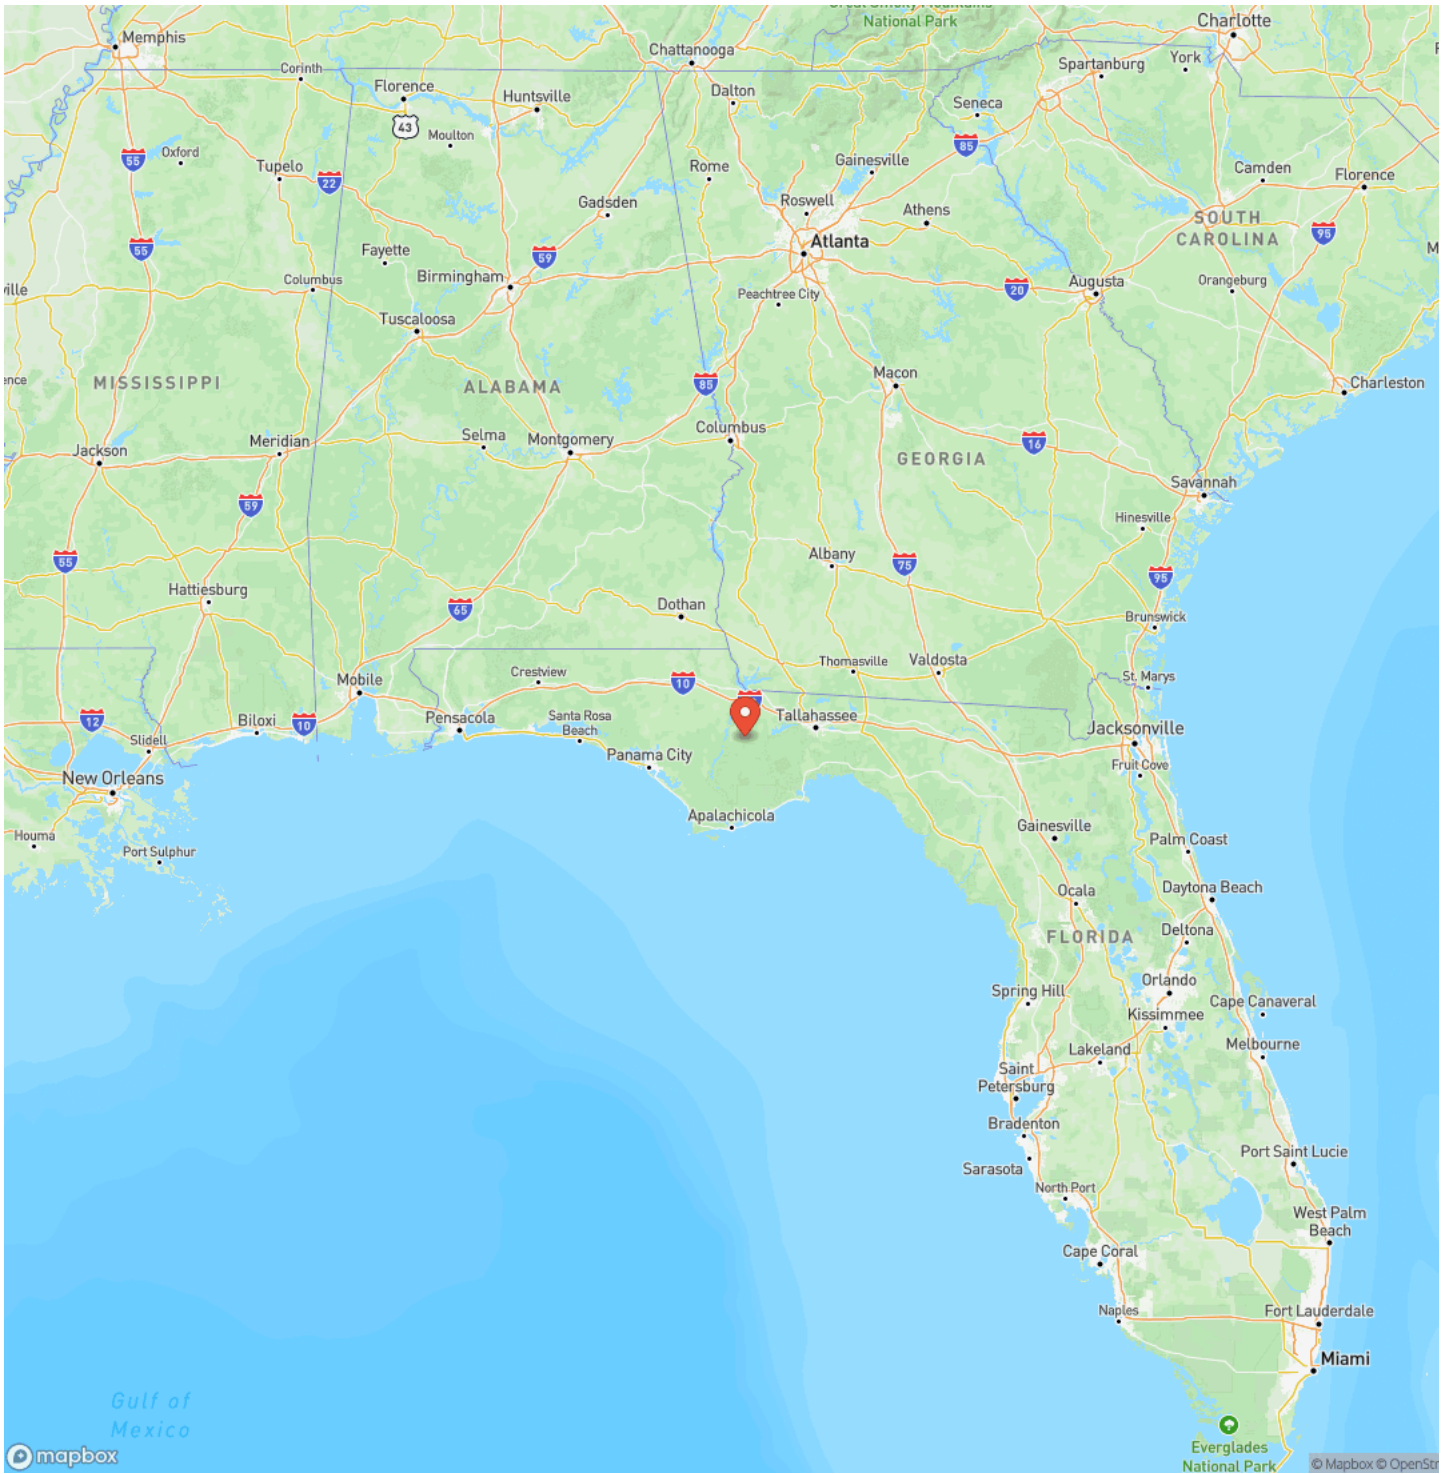 Great Smoky Mountains
National Park
Charlotte
Memphis
Chattanooga
York
Spartanburg
Corinth
Florence
Huntsville
Dalton
Seneca
43
Moulton
85
55
Oxford
Tupelo
22
Rome
Gainesville
Camden
Florence
Gadsden
Roswell
Athens
SOUTH
CAROLINA
95
55
Fayette
59
Atlanta
Birmingham
Columbus
Peachtree City
20
Augusta
Orangeburg
ville
Tuscaloosa
ence
MISSISSIPPI
ALABAMA
85
Macon
Charleston
Columbus
Selma
Montgomery
Meridian
Jackson
16
GEORGIA
59
Savannah
Hinesville
55
Albany
75
95
Hattiesburg
65
Dothan
Brunswick
Crestview
10
Thomasville
Valdosta
St. Marys
Mobile
Pensacola
Santa Rosa
Beach
Tallahassee
Jacksonville
12
Biloxi
10
Slidell
Panama City
Fruit Cove
New Orleans
Apalachicola
Gainesville
Palm Coast
Houma
Port Sulphur
Ocala
Daytona Beach
FLORIDA
Deltona
Orlando
Spring Hill
Cape Canaveral
Kissimmee
Lakeland
Melbourne
Saint
Petersburg
Bradenton
Sarasota
Port Saint Lucie
North Port
West Palm
Beach
Cape Coral
Naples
Fort Lauderdale
Miami
Gulf of
Mexico
Everglades
National Park
mapbox
© Mapbox © OpenStr